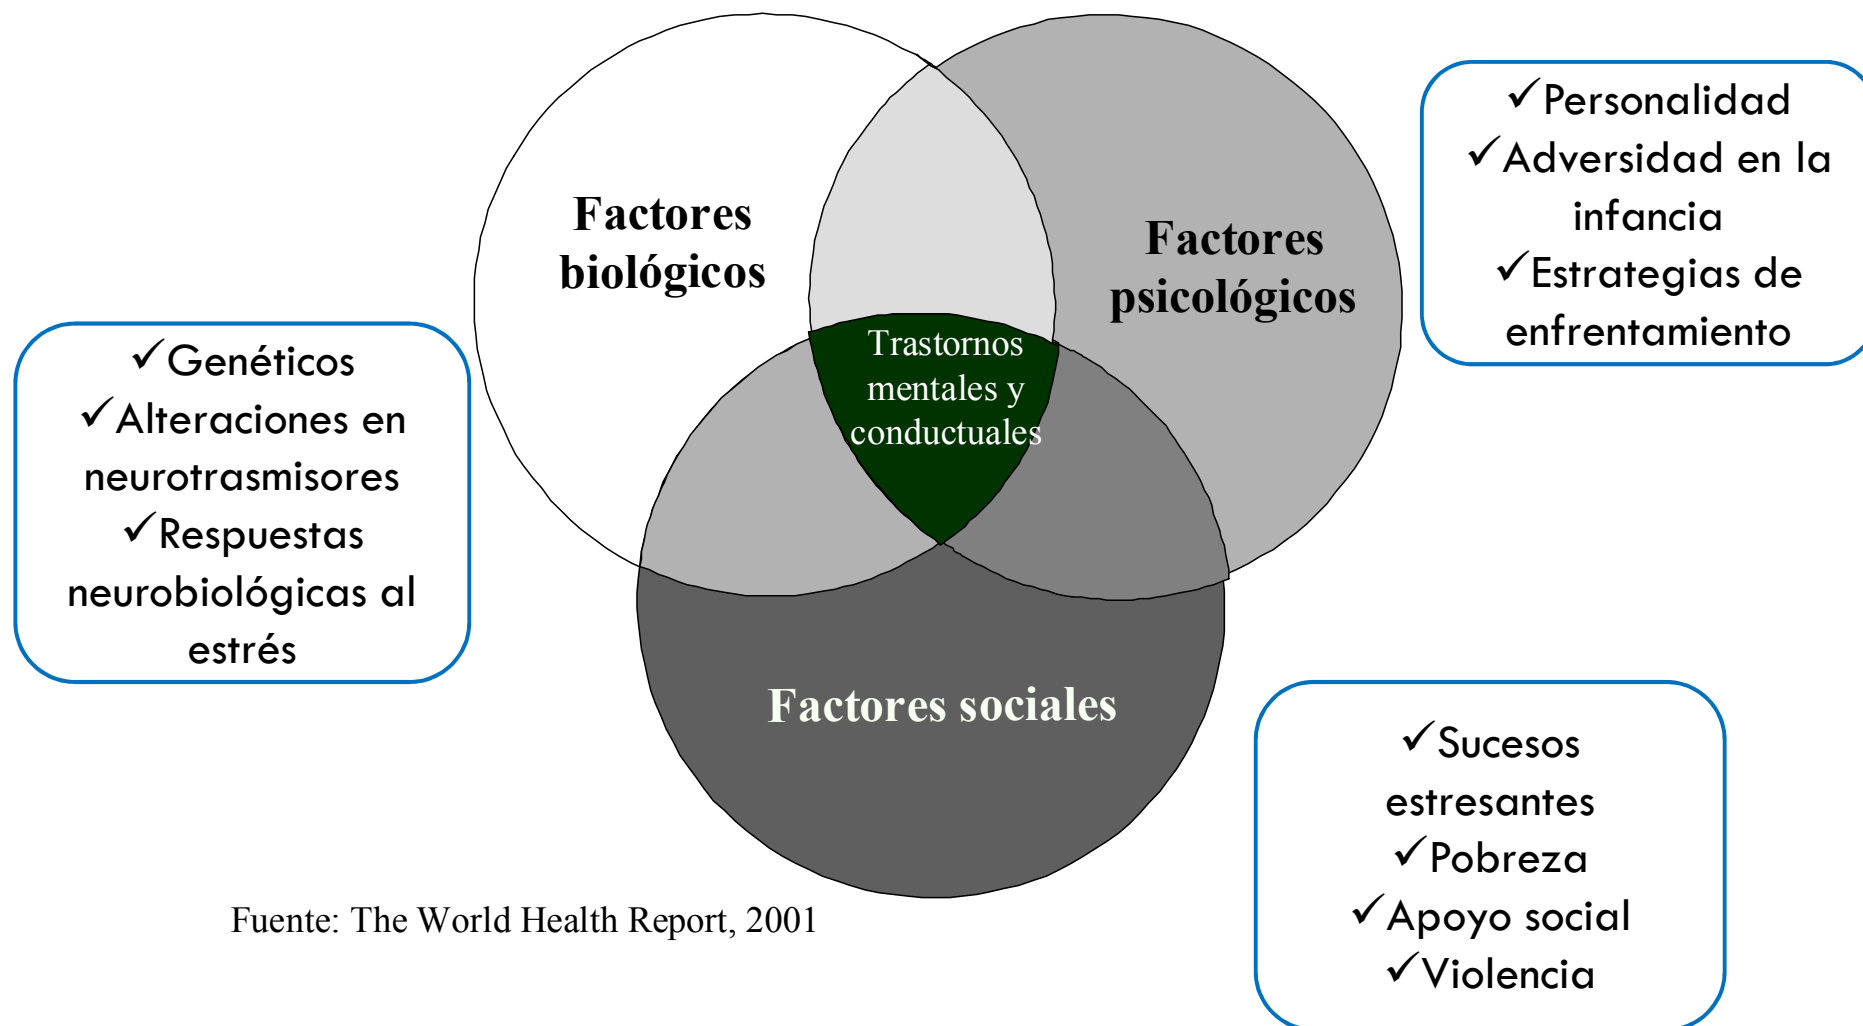 Factores
biológicos
Factores
psicológicos
Trastornos
mentales y
conductuales
Factores sociales
✓Personalidad
✓Adversidad en la
infancia
✓Estrategias de
enfrentamiento
✓Genéticos
✓Alteraciones en
neurotrasmisores
✓Respuestas
neurobiológicas al
estrés
✓Sucesos
estresantes
✓Pobreza
✓Apoyo social
✓Violencia
Fuente: The World Health Report, 2001